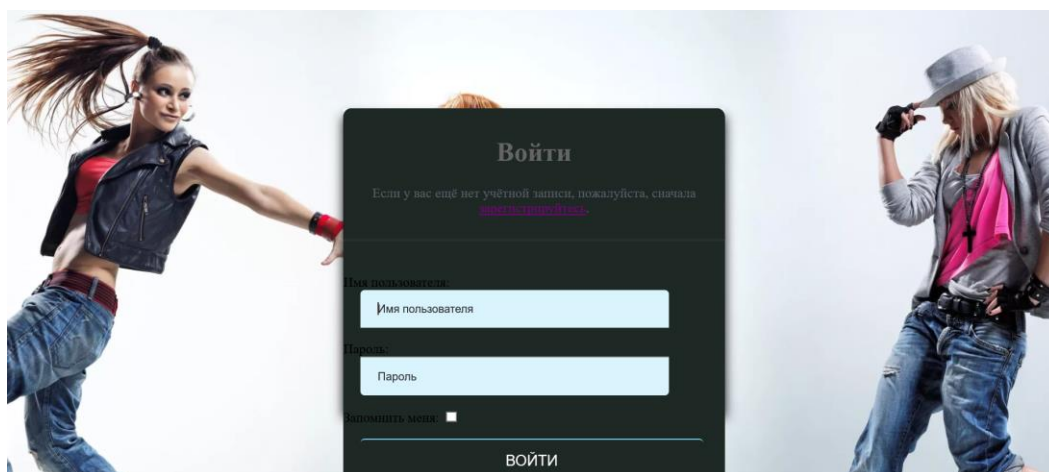 Войти
Если у вас ещё нет учётной записи, пожалуйста, сначала
зарегистрируйтесь.
Имя пользователя:
Имя пользователя
Пароль:
Пароль
Запомнить меня:
ВОЙТИ